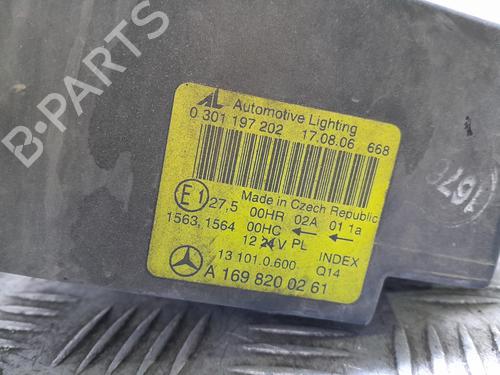 AL Automotive Lighting
0 301 197 202 17.08.06 668
Made in Czech Republic
E1 27,5 00HR 02A 01 1a
1563, 1564 00HC ← ←
12 24V PL INDEX
13 101 0.600 Q14
A 169 820 02 61
B